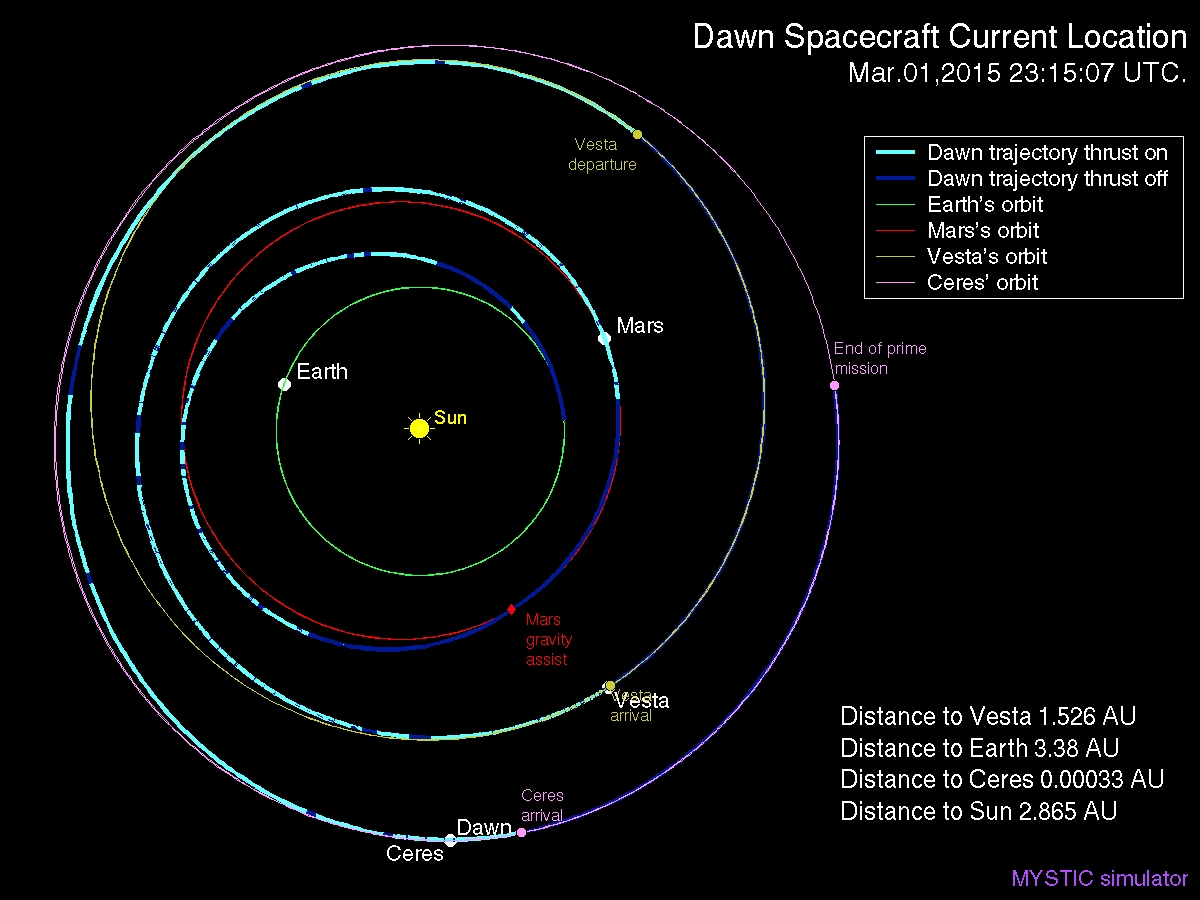 Dawn Spacecraft Current Location
Mar.01,2015 23:15:07 UTC.
Dawn trajectory thrust on
Dawn trajectory thrust off
Earth's orbit
Mars's orbit
Vesta's orbit
Ceres' orbit
Vesta
departure
Mars
End of prime
mission
Earth
Sun
Mars
gravity
assist
Vesta
arrival
Vesta
Distance to Vesta 1.526 AU
Distance to Earth 3.38 AU
Distance to Ceres 0.00033 AU
Distance to Sun 2.865 AU
Ceres
arrival
Dawn
Ceres
MYSTIC simulator